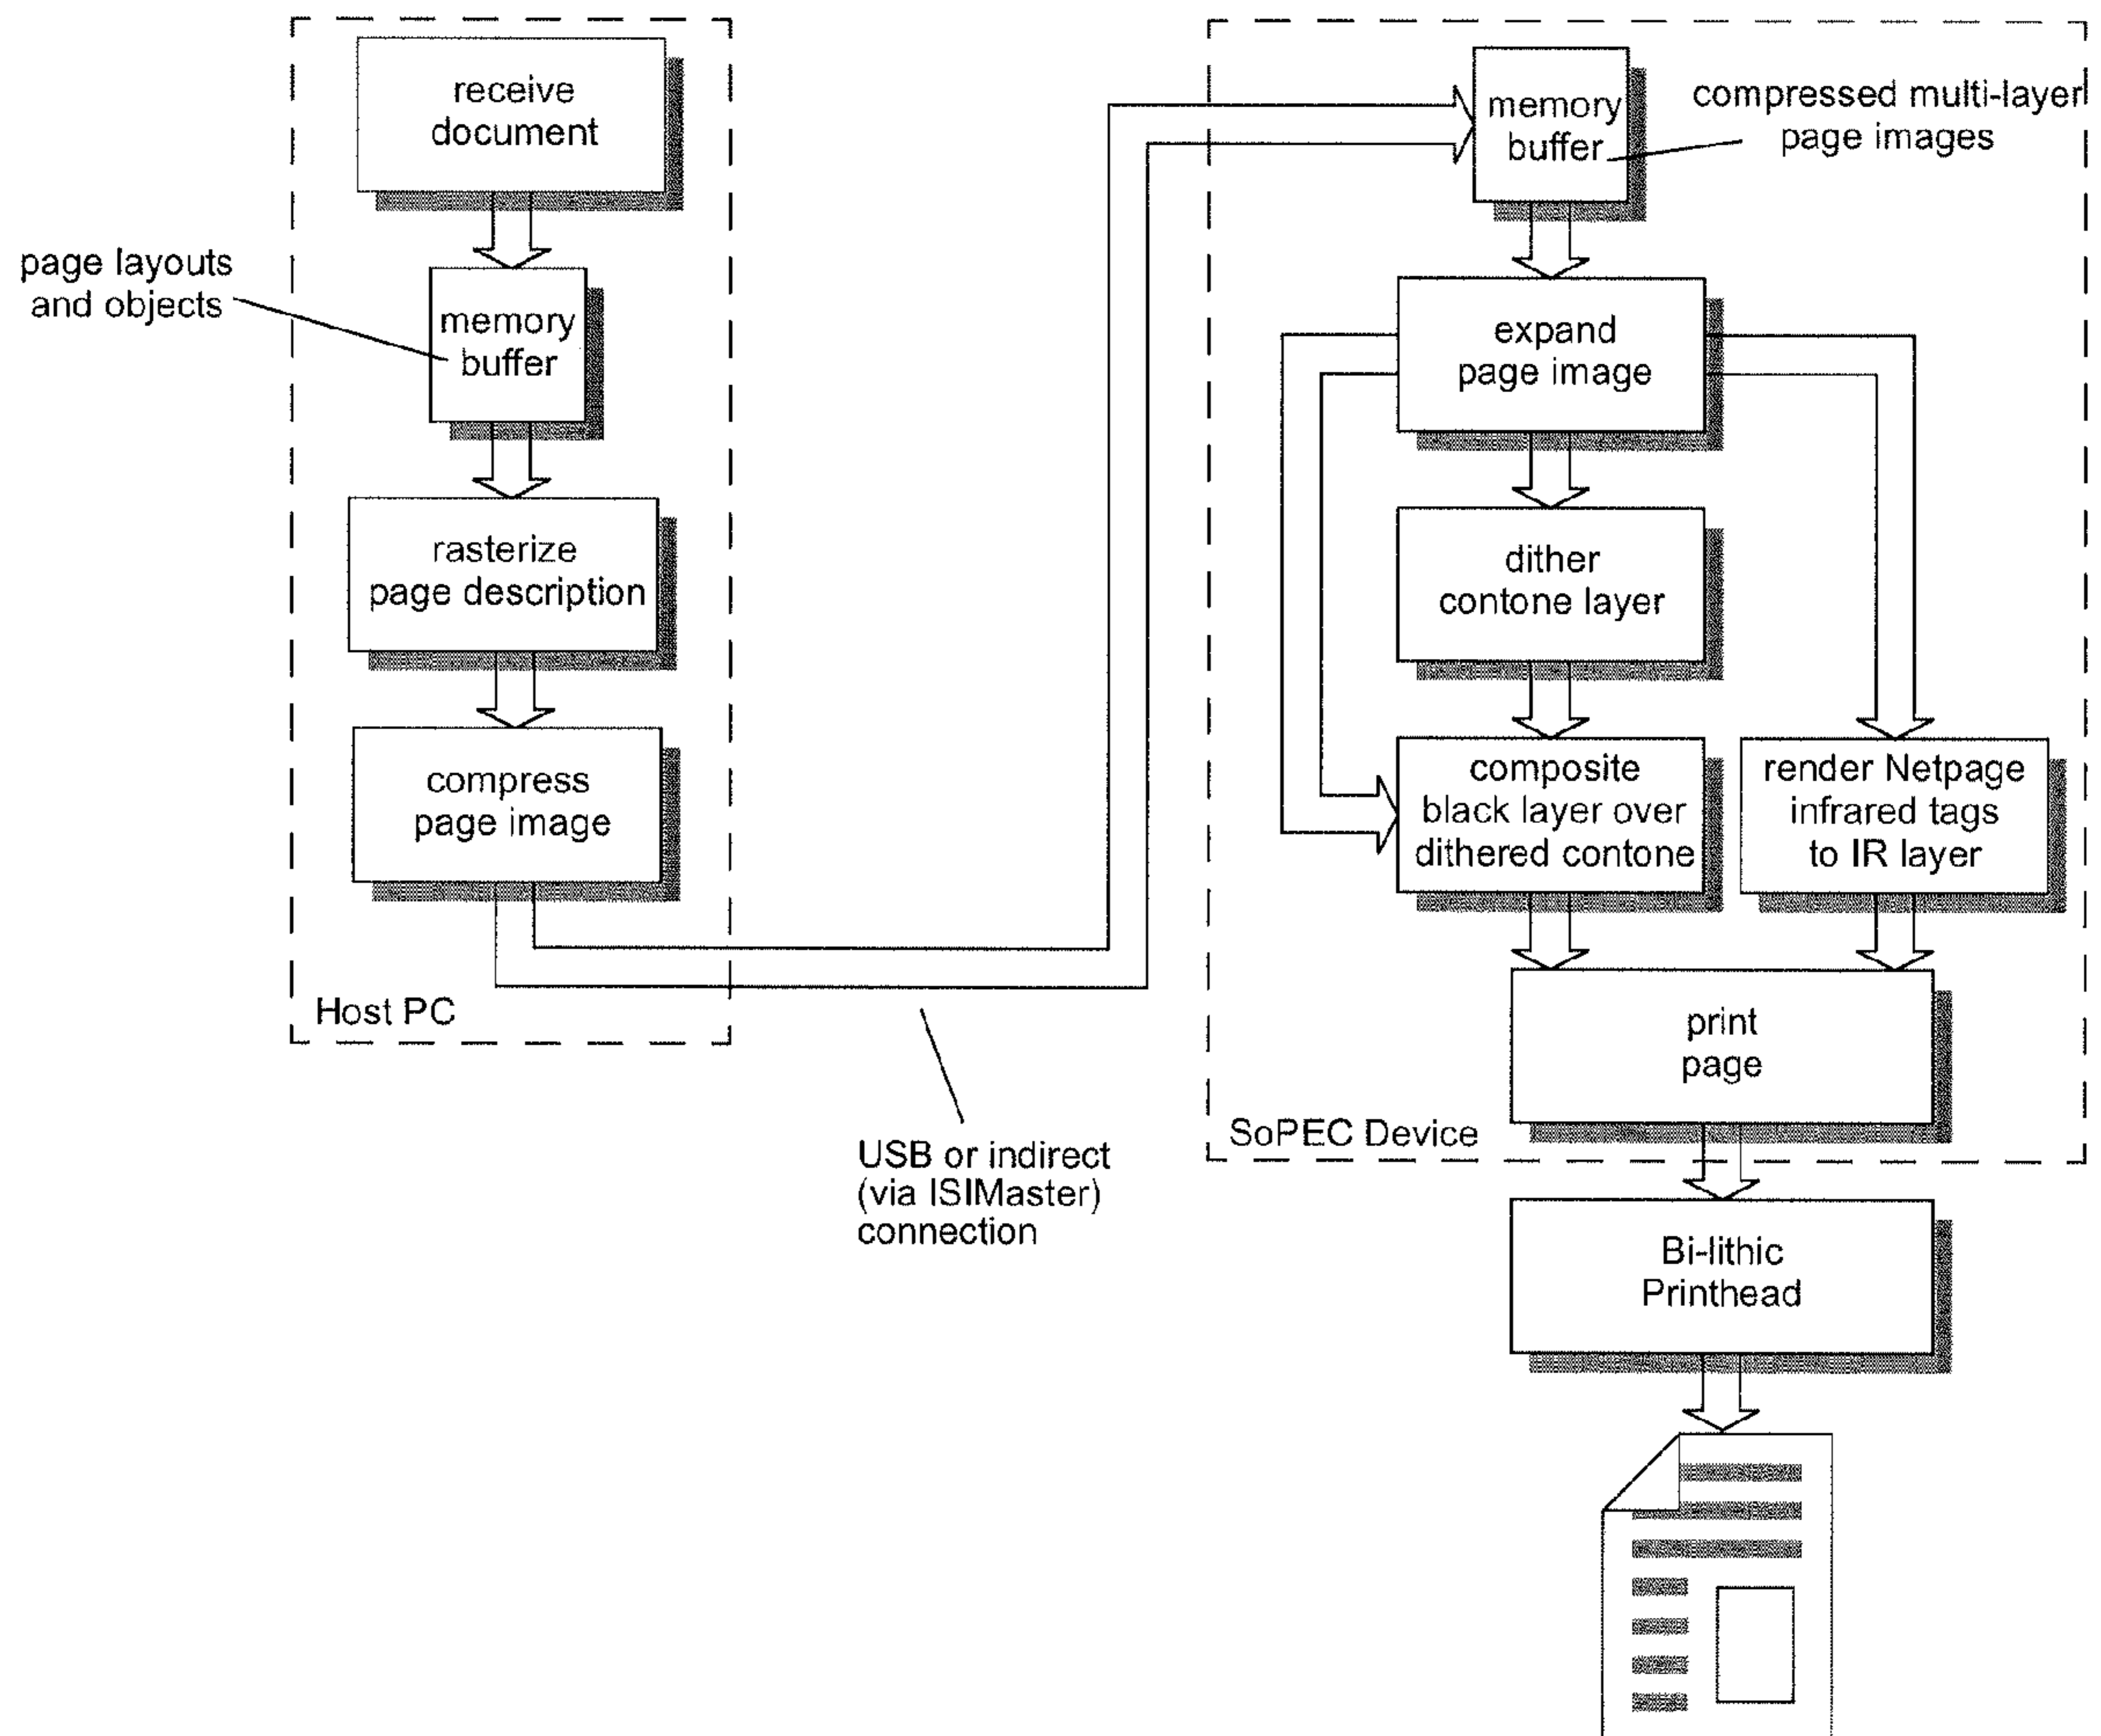 receive
document
page layouts
and objects
memory
buffer
rasterize
page description
compress
page image
Host PC
USB or indirect
(via ISIMaster)
connection
memory
buffer
compressed multi-layer
page images
expand
page image
dither
contone layer
composite
black layer over
dithered contone
render Netpage
infrared tags
to IR layer
print
page
SoPEC Device
Bi-lithic
Printhead